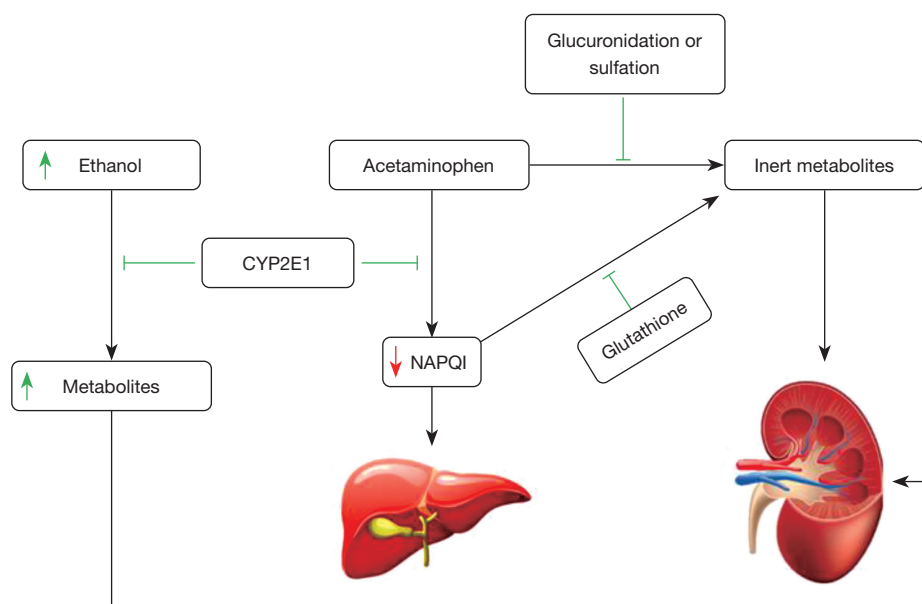 Glucuronidation or
sulfation
Ethanol
Acetaminophen
Inert metabolites
CYP2E1
Glutathione
NAPQI
Metabolites